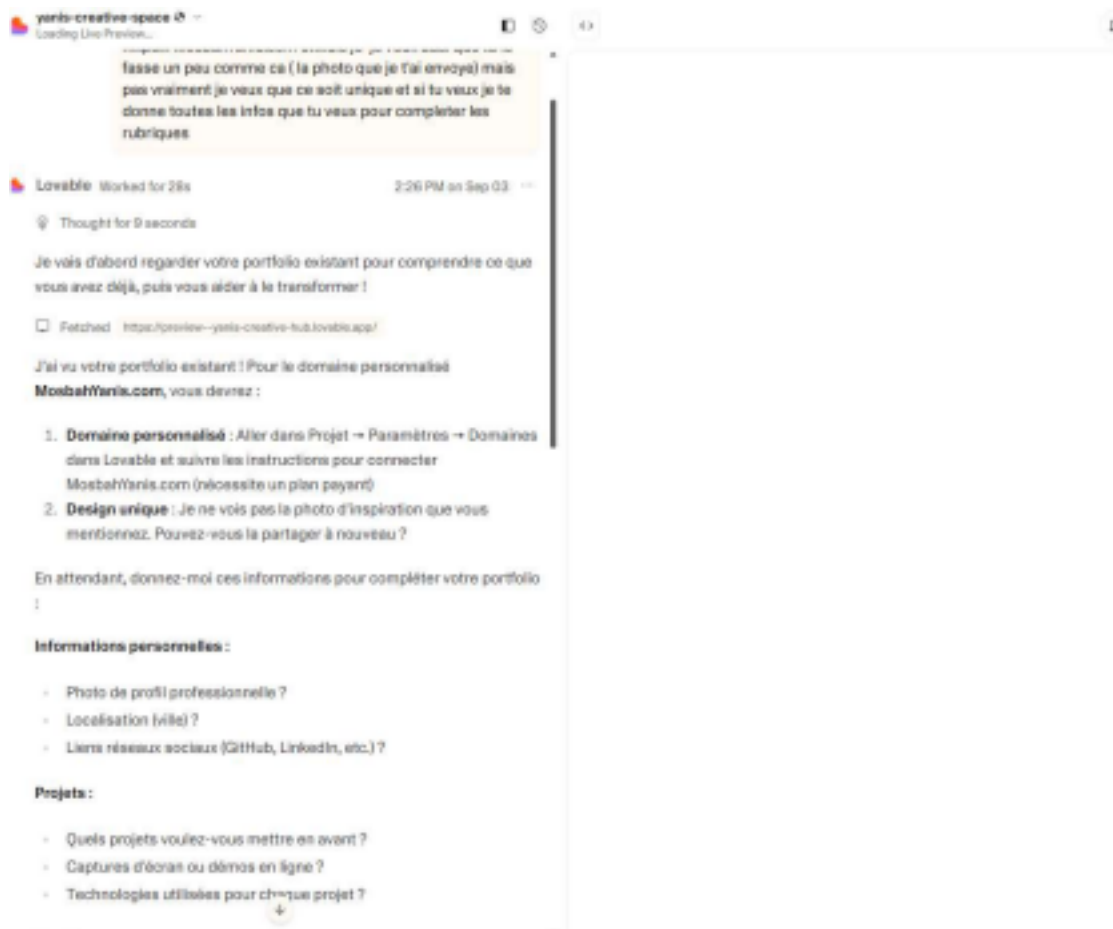 yanis-creative-space
Loading Live Preview...
fasse un peu comme ca ( la photo que je t'ai envoye) mais
pas vraiment je veux que ce soit unique et si tu veux je te
donne toutes les infos que tu veux pour completer les
rubriques
Lovable Worked for 28s 2:26 PM on Sep 03
Thought for 9 seconds
Je vais d'abord regarder votre portfolio existant pour comprendre ce que
vous avez déjà, puis vous aider à le transformer !
Fetched https://preview--yanis-creative-hub.lovable.app/
J'ai vu votre portfolio existant ! Pour le domaine personnalisé
MosbahYanis.com, vous devrez :
1. Domaine personnalisé : Aller dans Projet → Paramètres → Domaines
dans Lovable et suivre les instructions pour connecter
MosbahYanis.com (nécessite un plan payant)
2. Design unique : Je ne vois pas la photo d'inspiration que vous
mentionnez. Pouvez-vous la partager à nouveau ?
En attendant, donnez-moi ces informations pour compléter votre portfolio
:
Informations personnelles :
- Photo de profil professionnelle ?
- Localisation (ville) ?
- Liens réseaux sociaux (GitHub, LinkedIn, etc.) ?
Projets :
- Quels projets voulez-vous mettre en avant ?
- Captures d'écran ou démos en ligne ?
- Technologies utilisées pour chaque projet ?